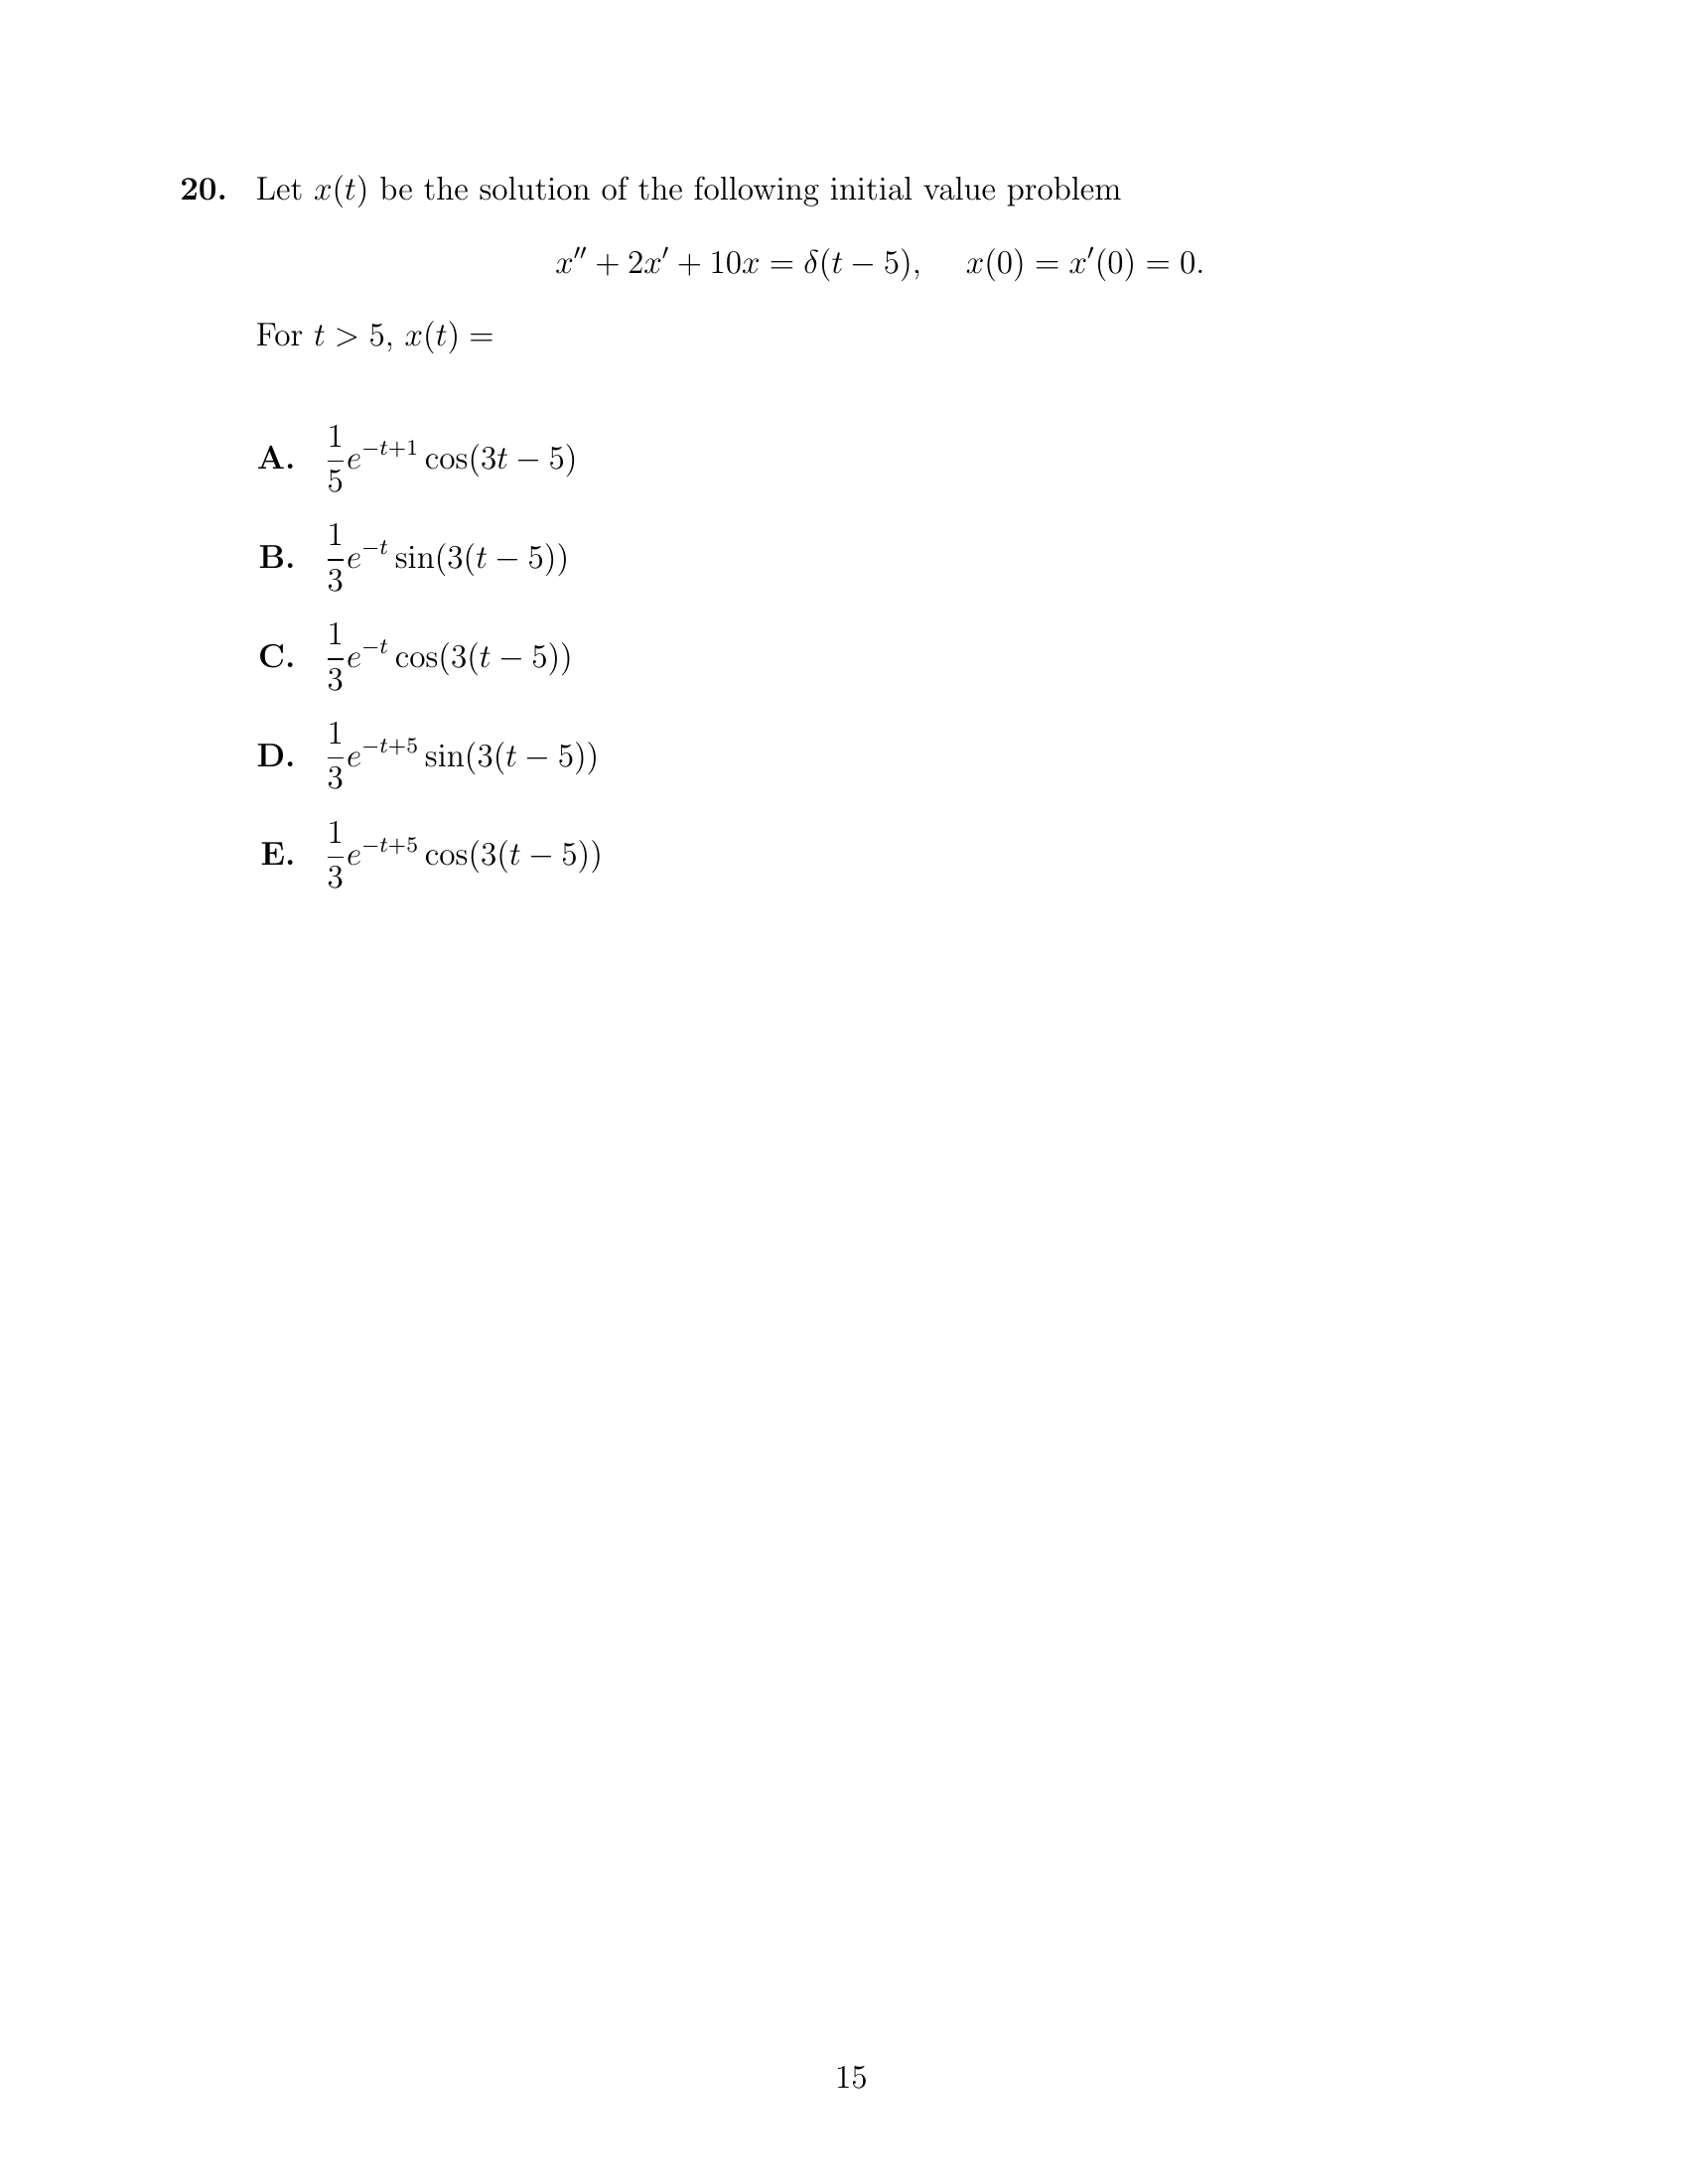 20. Let x(t) be the solution of the following initial value problem
x″ + 2x′ + 10x = δ(t − 5), x(0) = x′(0) = 0.
For t > 5, x(t) =
A. \frac{1}{5}e^{−t+1} cos(3t − 5)
B. \frac{1}{3}e^{−t} sin(3(t − 5))
C. \frac{1}{3}e^{−t} cos(3(t − 5))
D. \frac{1}{3}e^{−t+5} sin(3(t − 5))
E. \frac{1}{3}e^{−t+5} cos(3(t − 5))
15